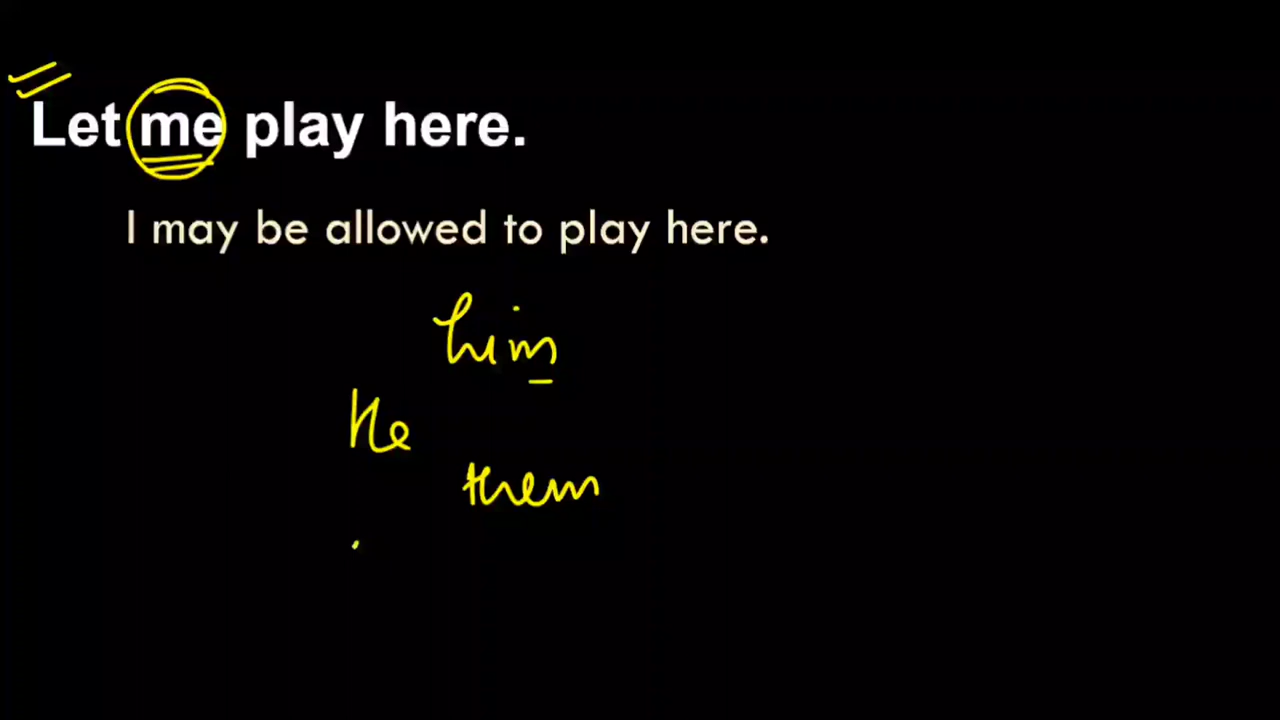 Let me play here.
I may be allowed to play here.
him
He
them